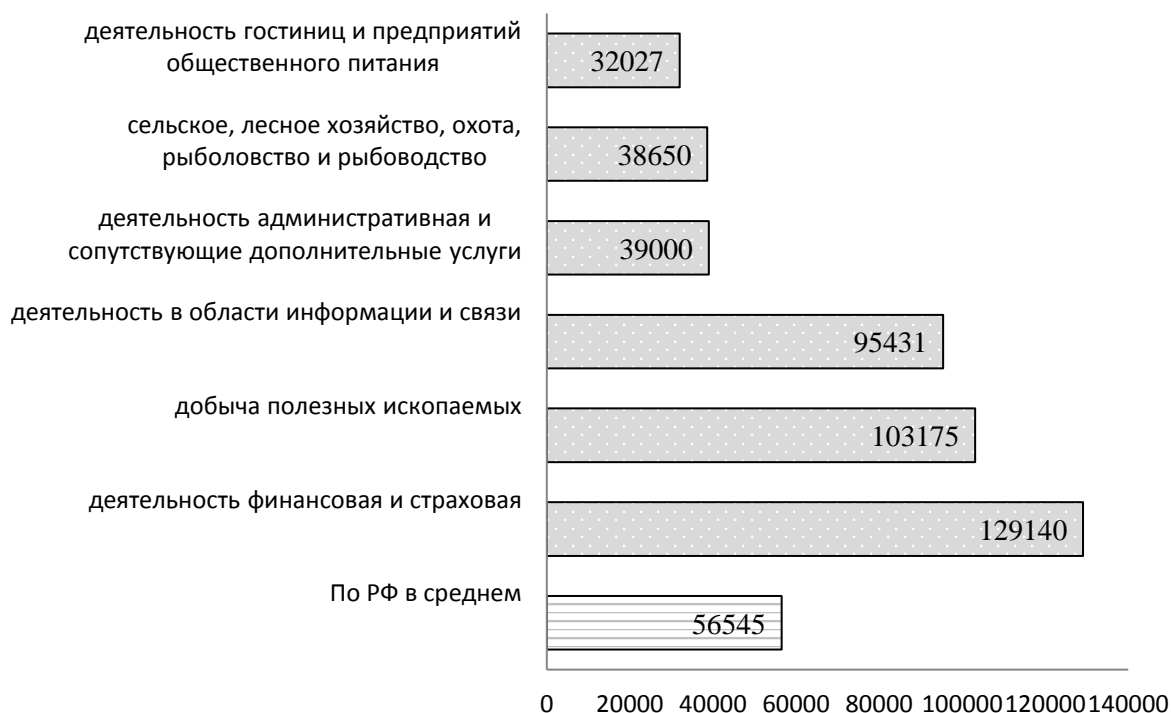 деятельность гостиниц и предприятий
общественного питания
32027
сельское, лесное хозяйство, охота,
рыболовство и рыбоводство
38650
деятельность административная и
сопутствующие дополнительные услуги
39000
деятельность в области информации и связи
95431
добыча полезных ископаемых
103175
деятельность финансовая и страховая
129140
По РФ в среднем
56545
0 20000 40000 60000 80000 100000 120000 140000